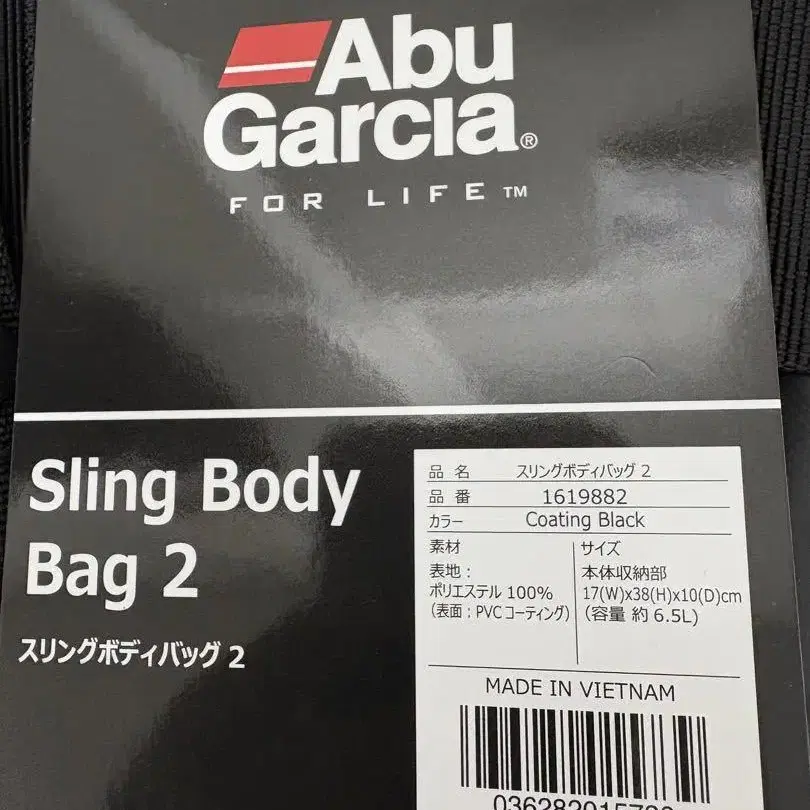 Abu
Garcia®
FOR LIFE™
Sling Body
Bag 2
スリングボディバッグ 2
品 名 スリングボディバッグ 2
品 番 1619882
カラー Coating Black
素材
表地：
ポリエステル 100%
（表面：PVCコーティング）
サイズ
本体収納部
17(W)x38(H)x10(D)cm
（容量 約 6.5L）
MADE IN VIETNAM